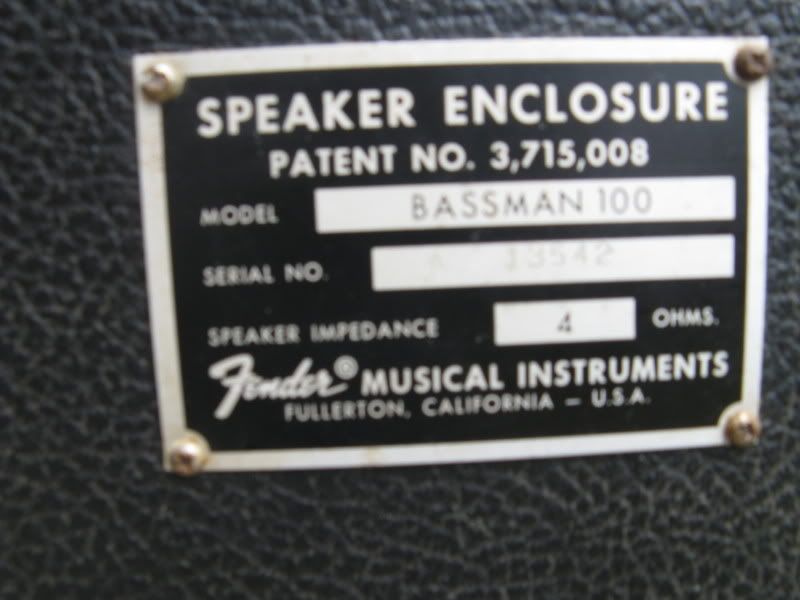 SPEAKER ENCLOSURE
PATENT NO. 3,715,008
MODEL BASSMAN 100
SERIAL NO. A 13542
SPEAKER IMPEDANCE 4 OHMS.
Fender® MUSICAL INSTRUMENTS
FULLERTON, CALIFORNIA – U.S.A.